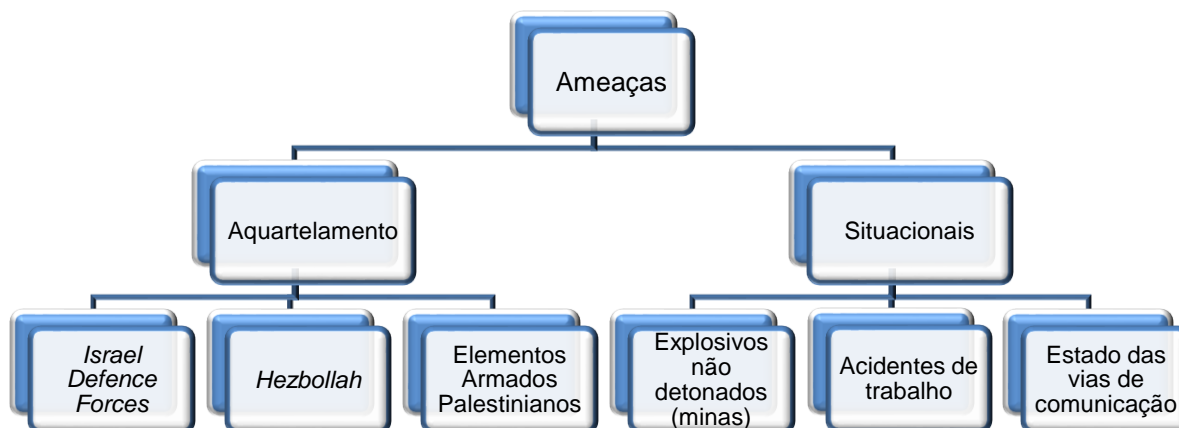 Ameaças
Aquartelamento
Situacionais
Israel
Defence
Forces
Hezbollah
Elementos
Armados
Palestinianos
Explosivos
não
detonados
(minas)
Acidentes de
trabalho
Estado das
vias de
comunicação